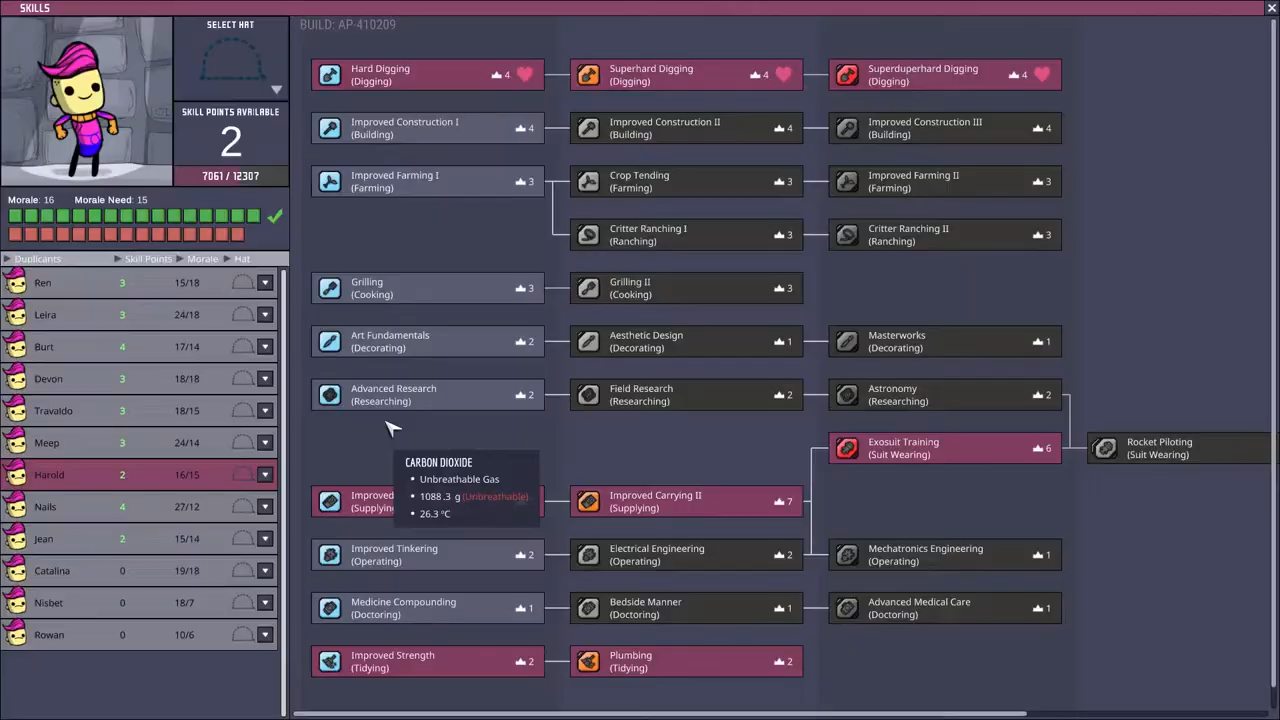 SKILLS
BUILD: AP-410209
SELECT HAT
SKILL POINTS AVAILABLE
2
7061 / 12307
Morale: 16 Morale Need: 15
Duplicants Skill Points Morale Hat
Ren 3 15/18
Leira 3 24/18
Burt 4 17/14
Devon 3 18/18
Travaldo 3 18/15
Meep 3 24/14
Harold 2 16/15
Nails 4 27/12
Jean 2 15/14
Catalina 0 19/18
Nisbet 0 18/7
Rowan 0 10/6
Hard Digging
(Digging)
4
Superhard Digging
(Digging)
4
Superduperhard Digging
(Digging)
4
Improved Construction I
(Building)
4
Improved Construction II
(Building)
4
Improved Construction III
(Building)
4
Improved Farming I
(Farming)
3
Crop Tending
(Farming)
3
Improved Farming II
(Farming)
3
Critter Ranching I
(Ranching)
3
Critter Ranching II
(Ranching)
3
Grilling
(Cooking)
3
Grilling II
(Cooking)
3
Art Fundamentals
(Decorating)
2
Aesthetic Design
(Decorating)
1
Masterworks
(Decorating)
1
Advanced Research
(Researching)
2
Field Research
(Researching)
2
Astronomy
(Researching)
2
Exosuit Training
(Suit Wearing)
6
Rocket Piloting
(Suit Wearing)
CARBON DIOXIDE
• Unbreathable Gas
• 1088.3 g (Unbreathable)
• 26.3 ºC
Improved
(Supplying
Improved Carrying II
(Supplying)
7
Improved Tinkering
(Operating)
2
Electrical Engineering
(Operating)
2
Mechatronics Engineering
(Operating)
1
Medicine Compounding
(Doctoring)
1
Bedside Manner
(Doctoring)
1
Advanced Medical Care
(Doctoring)
1
Improved Strength
(Tidying)
2
Plumbing
(Tidying)
2